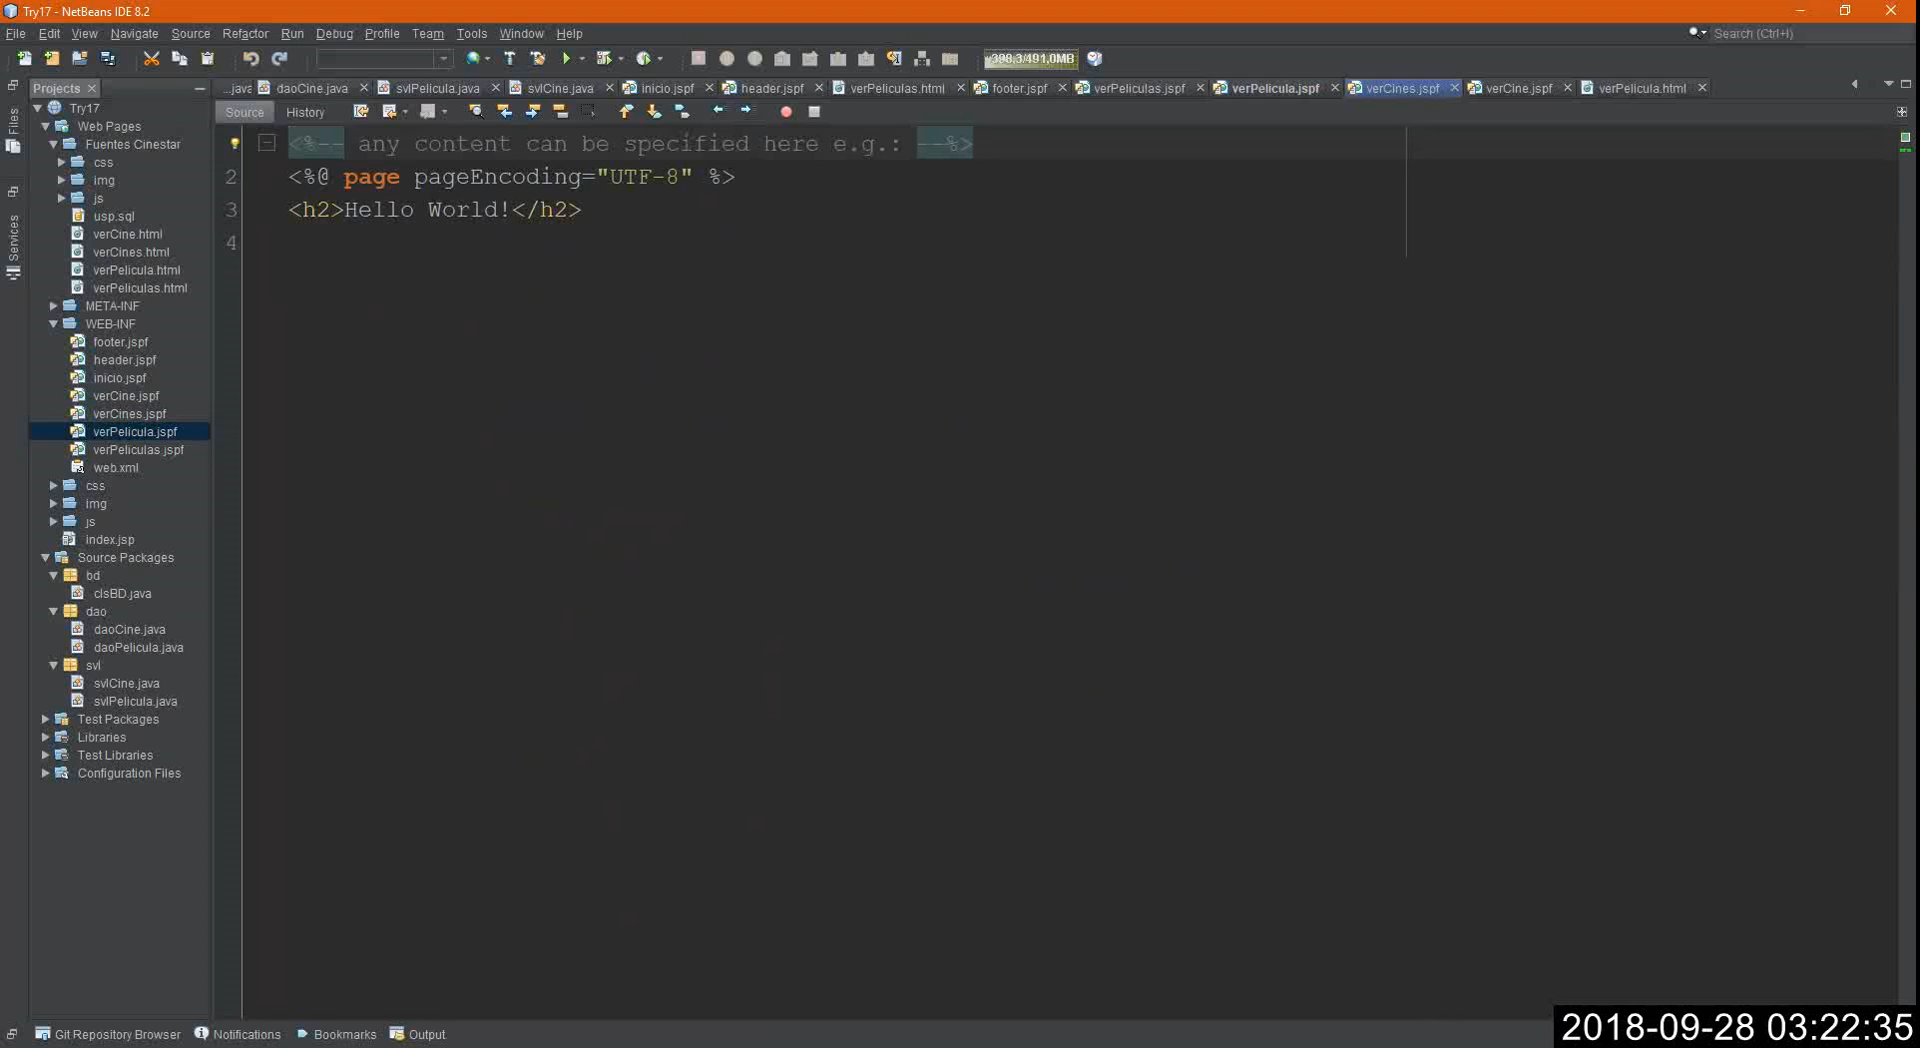 Try17 - NetBeans IDE 8.2
File Edit View Navigate Source Refactor Run Debug Profile Team Tools Window Help
Search (Ctrl+I)
398.3/491.0MB
Projects
...java daoCine.java svlPelicula.java svlCine.java inicio.jspf header.jspf verPeliculas.html footer.jspf verPeliculas.jspf verPelicula.jspf verCines.jspf verCine.jspf verPelicula.html
Source History
Files
Services
Try17
Web Pages
Fuentes Cinestar
css
img
js
usp.sql
verCine.html
verCines.html
verPelicula.html
verPeliculas.html
META-INF
WEB-INF
footer.jspf
header.jspf
inicio.jspf
verCine.jspf
verCines.jspf
verPelicula.jspf
verPeliculas.jspf
web.xml
css
img
js
index.jsp
Source Packages
bd
clsBD.java
dao
daoCine.java
daoPelicula.java
svl
svlCine.java
svlPelicula.java
Test Packages
Libraries
Test Libraries
Configuration Files
<%-- any content can be specified here e.g.: --%>
2 <%@ page pageEncoding="UTF-8" %>
3 <h2>Hello World!</h2>
4
Git Repository Browser Notifications Bookmarks Output
2018-09-28 03:22:35